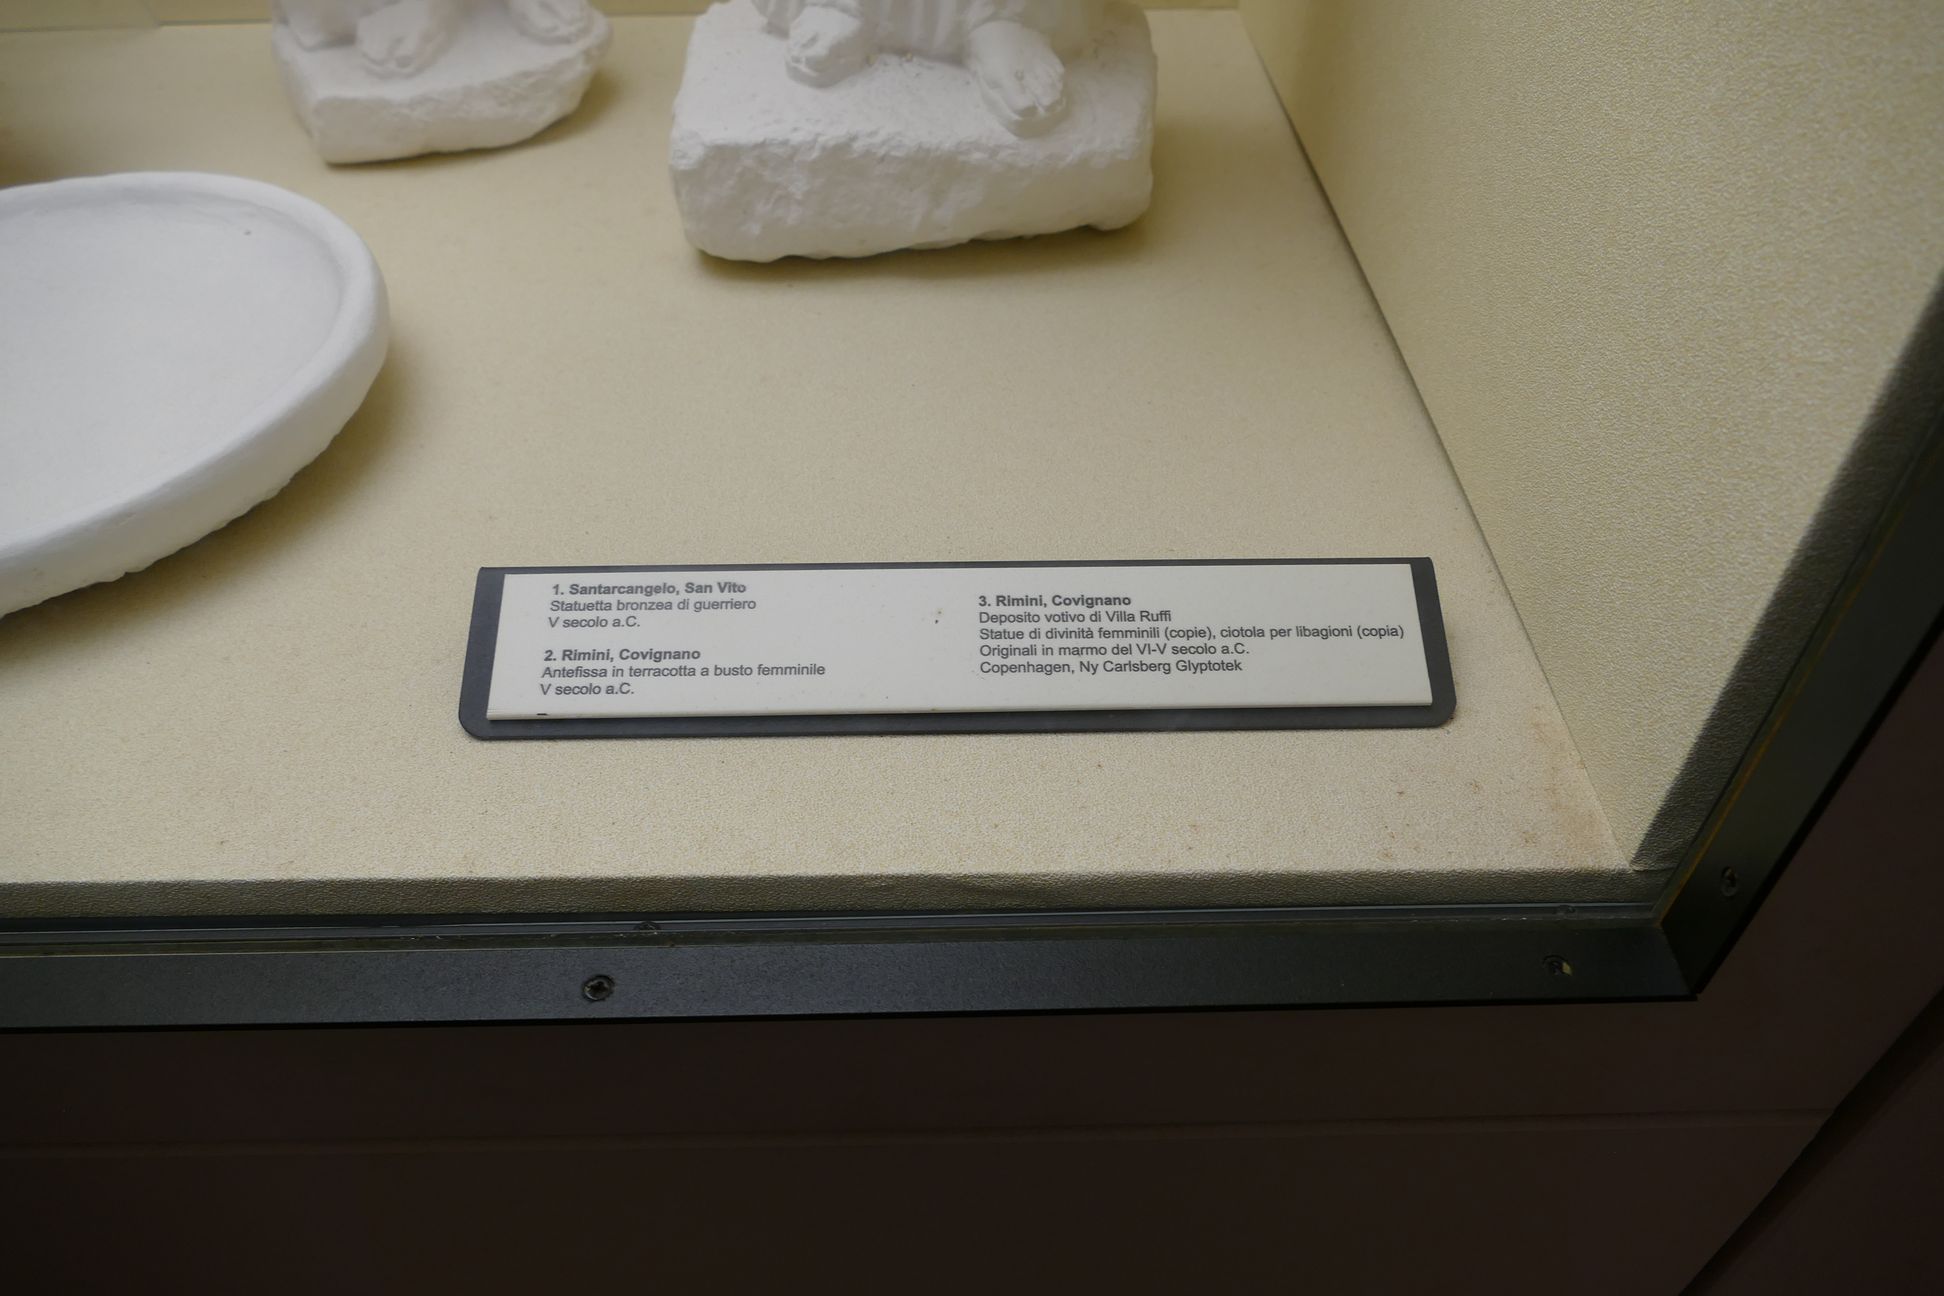 1. Santarcangelo, San Vito
Statuetta bronzea di guerriero
V secolo a.C.
2. Rimini, Covignano
Antefissa in terracotta a busto femminile
V secolo a.C.
3. Rimini, Covignano
Deposito votivo di Villa Ruffi
Statue di divinità femminili (copie), ciotola per libagioni (copia)
Originali in marmo del VI-V secolo a.C.
Copenhagen, Ny Carlsberg Glyptotek